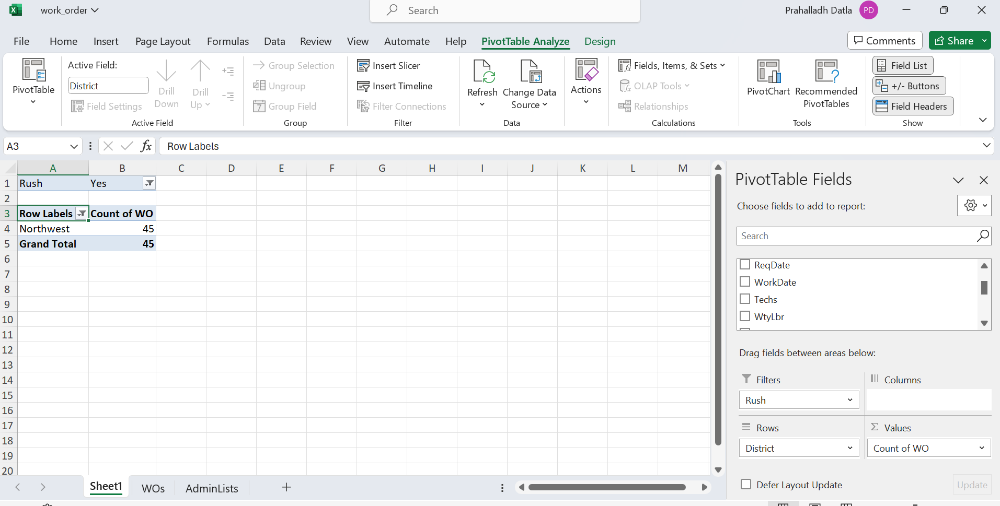 work_order
Search
Prahalladh Datla
PD
File Home Insert Page Layout Formulas Data Review View Automate Help PivotTable Analyze Design
Comments
Share
PivotTable
Active Field:
District
Field Settings
Drill Down
Drill Up
Active Field
Group Selection
Ungroup
7 Group Field
Group
Insert Slicer
Insert Timeline
Filter Connections
Filter
Refresh
Change Data Source
Data
Actions
Fields, Items, & Sets
OLAP Tools
Relationships
Calculations
PivotChart
Recommended PivotTables
Tools
Field List
+/- Buttons
Field Headers
Show
A3
fx
Row Labels
A B C D E F G H I J K L M
1 Rush Yes
2
3 Row Labels Count of WO
4 Northwest 45
5 Grand Total 45
6
7
8
9
10
11
12
13
14
15
16
17
18
19
20
PivotTable Fields
Choose fields to add to report:
Search
ReqDate
WorkDate
Techs
WtyLbr
Drag fields between areas below:
Filters
Columns
Rush
Rows
Σ Values
District
Count of WO
Defer Layout Update
Update
Sheet1 WOs AdminLists